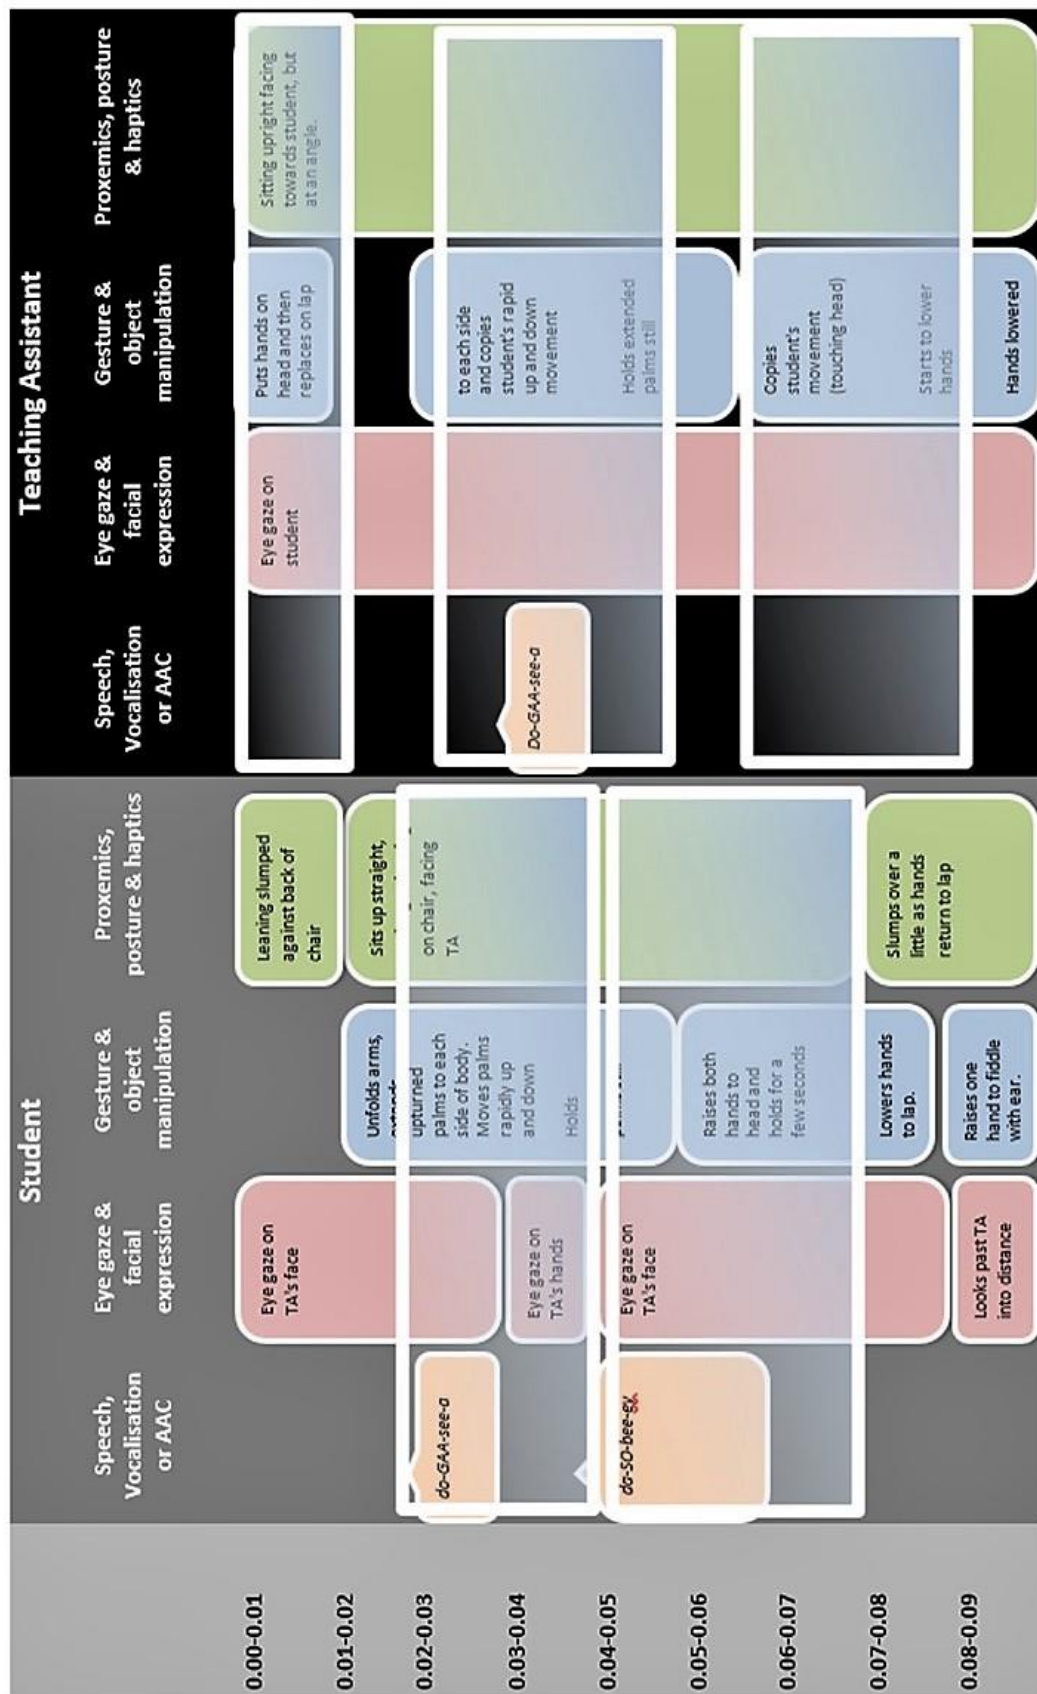 Student
Teaching Assistant
Speech,
Vocalisation
or AAC
Eye gaze &
facial
expression
Gesture &
object
manipulation
Proxemics,
posture & haptics
Speech,
Vocalisation
or AAC
Eye gaze &
facial
expression
Gesture &
object
manipulation
Proxemics, posture
& haptics
0.00-0.01
0.01-0.02
0.02-0.03
0.03-0.04
0.04-0.05
0.05-0.06
0.06-0.07
0.07-0.08
0.08-0.09
do-GAA-see-a
da-SO-bee-ey
Eye gaze on
TA's face
Eye gaze on
TA's hands
Eye gaze on
TA's face
Looks past TA
into distance
Unfolds arms,
upturned
palms to each
side of body.
Moves palms
rapidly up
and down
Holds
Raises both
hands to
head and
holds for a
few seconds
Lowers hands
to lap.
Raises one
hand to fiddle
with ear.
Leaning slumped
against back of
chair
Sits up straight,
on chair, facing
TA
Slumps over a
little as hands
return to lap
Do-GAA-see-a
Eye gaze on
student
Puts hands on
head and then
replaces on lap
to each side
and copies
student's rapid
up and down
movement
Holds extended
palms still
Copies
student's
movement
(touching head)
Starts to lower
hands
Hands lowered
Sitting upright facing
towards student, but
at an angle.